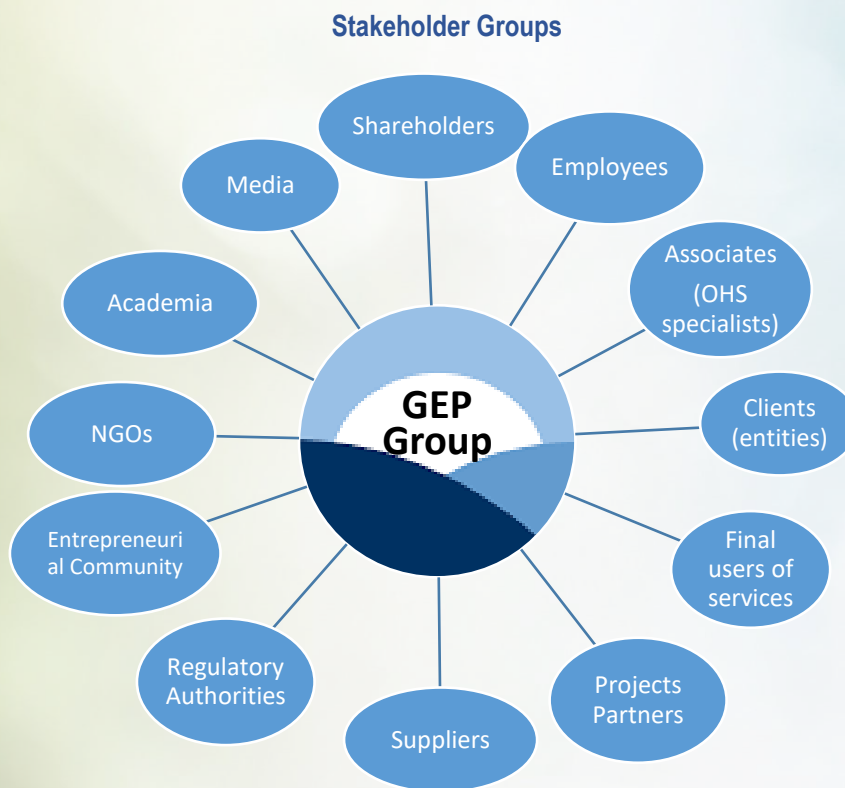 Stakeholder Groups
Shareholders
Employees
Associates
(OHS
specialists)
Clients
(entities)
Final
users of
services
Projects
Partners
Suppliers
Regulatory
Authorities
Entrepreneuri
al Community
NGOs
Academia
Media
GEP
Group